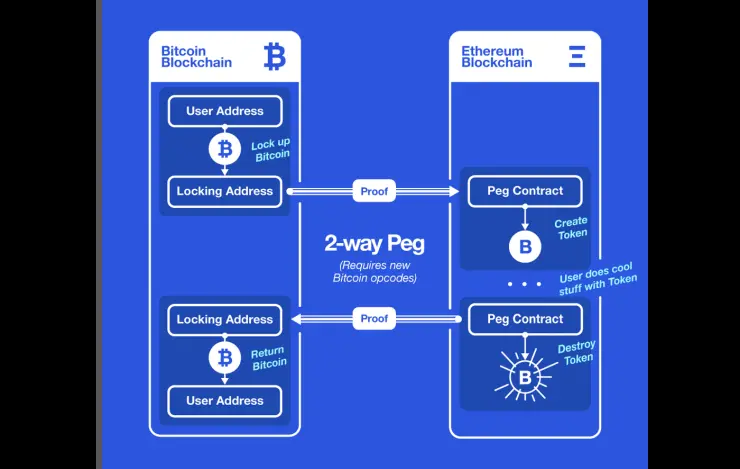 Bitcoin
Blockchain
User Address
Lock up
Bitcoin
Locking Address
Proof
2-way Peg
(Requires new
Bitcoin opcodes)
Locking Address
Proof
Return
Bitcoin
User Address
Ethereum
Blockchain
Peg Contract
Create
Token
B
User does cool
stuff with Token
Peg Contract
Destroy
Token
B